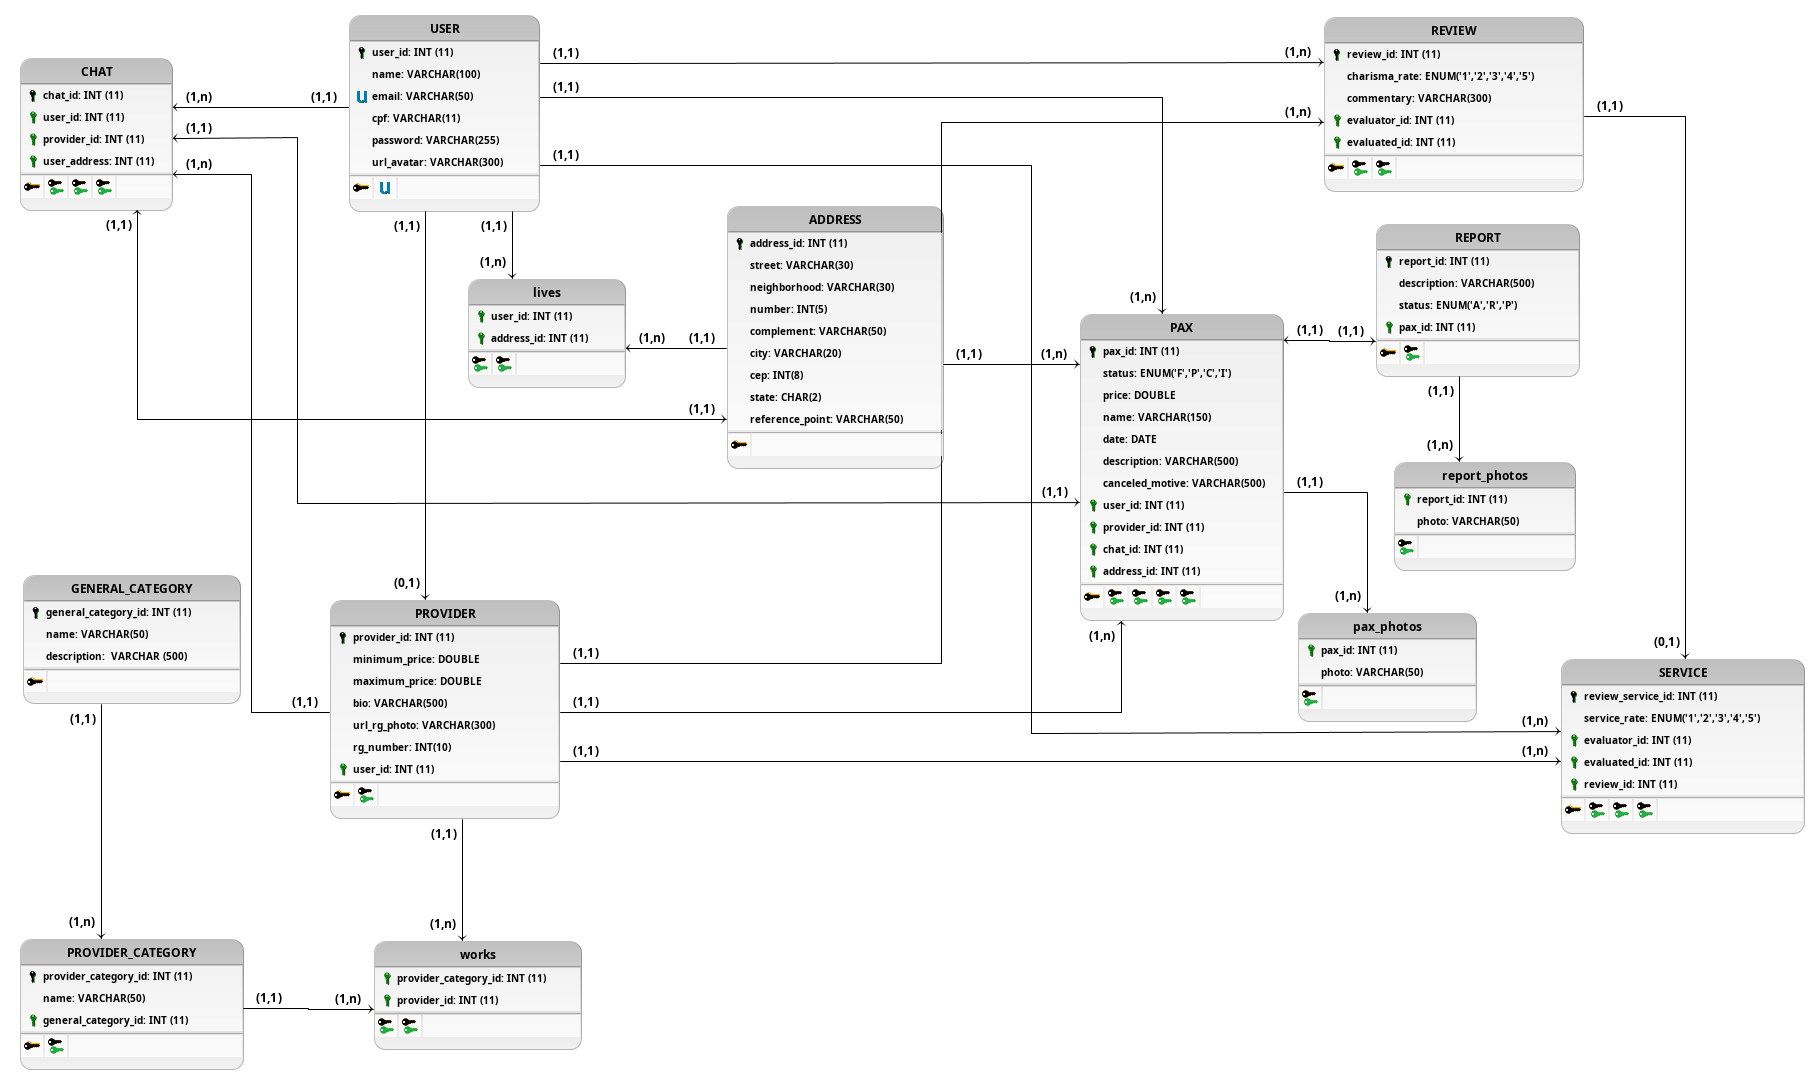 USER
user_id: INT (11)
name: VARCHAR(100)
U email: VARCHAR(50)
cpf: VARCHAR(11)
password: VARCHAR(255)
url_avatar: VARCHAR(300)
U
(1,1)
(1,n)
(1,1)
(1,n)
(1,1)
(1,n)
REVIEW
review_id: INT (11)
charisma_rate: ENUM('1','2','3','4','5')
commentary: VARCHAR(300)
evaluator_id: INT (11)
evaluated_id: INT (11)
(1,1)
CHAT
chat_id: INT (11)
user_id: INT (11)
provider_id: INT (11)
user_address: INT (11)
(1,n)
(1,1)
(1,1)
(1,n)
(1,1)
(1,1)
(1,1)
(1,n)
lives
user_id: INT (11)
address_id: INT (11)
(1,n)
(1,1)
ADDRESS
address_id: INT (11)
street: VARCHAR(30)
neighborhood: VARCHAR(30)
number: INT(5)
complement: VARCHAR(50)
city: VARCHAR(20)
cep: INT(8)
state: CHAR(2)
reference_point: VARCHAR(50)
(1,1)
(1,1)
(1,n)
(1,1)
PAX
pax_id: INT (11)
status: ENUM('F','P','C','I')
price: DOUBLE
name: VARCHAR(150)
date: DATE
description: VARCHAR(500)
canceled_motive: VARCHAR(500)
user_id: INT (11)
provider_id: INT (11)
chat_id: INT (11)
address_id: INT (11)
(1,n)
(1,1)
(1,1)
REPORT
report_id: INT (11)
description: VARCHAR(500)
status: ENUM('A','R','P')
pax_id: INT (11)
(1,1)
(1,n)
report_photos
report_id: INT (11)
photo: VARCHAR(50)
(1,1)
(1,n)
pax_photos
pax_id: INT (11)
photo: VARCHAR(50)
GENERAL_CATEGORY
general_category_id: INT (11)
name: VARCHAR(50)
description: VARCHAR (500)
(1,1)
(1,n)
(0,1)
PROVIDER
provider_id: INT (11)
minimum_price: DOUBLE
maximum_price: DOUBLE
bio: VARCHAR(500)
url_rg_photo: VARCHAR(300)
rg_number: INT(10)
user_id: INT (11)
(1,1)
(1,1)
(1,1)
(1,1)
(1,1)
(1,n)
(0,1)
SERVICE
review_service_id: INT (11)
service_rate: ENUM('1','2','3','4','5')
evaluator_id: INT (11)
evaluated_id: INT (11)
review_id: INT (11)
(1,n)
(1,n)
PROVIDER_CATEGORY
provider_category_id: INT (11)
name: VARCHAR(50)
general_category_id: INT (11)
(1,1)
(1,n)
works
provider_category_id: INT (11)
provider_id: INT (11)